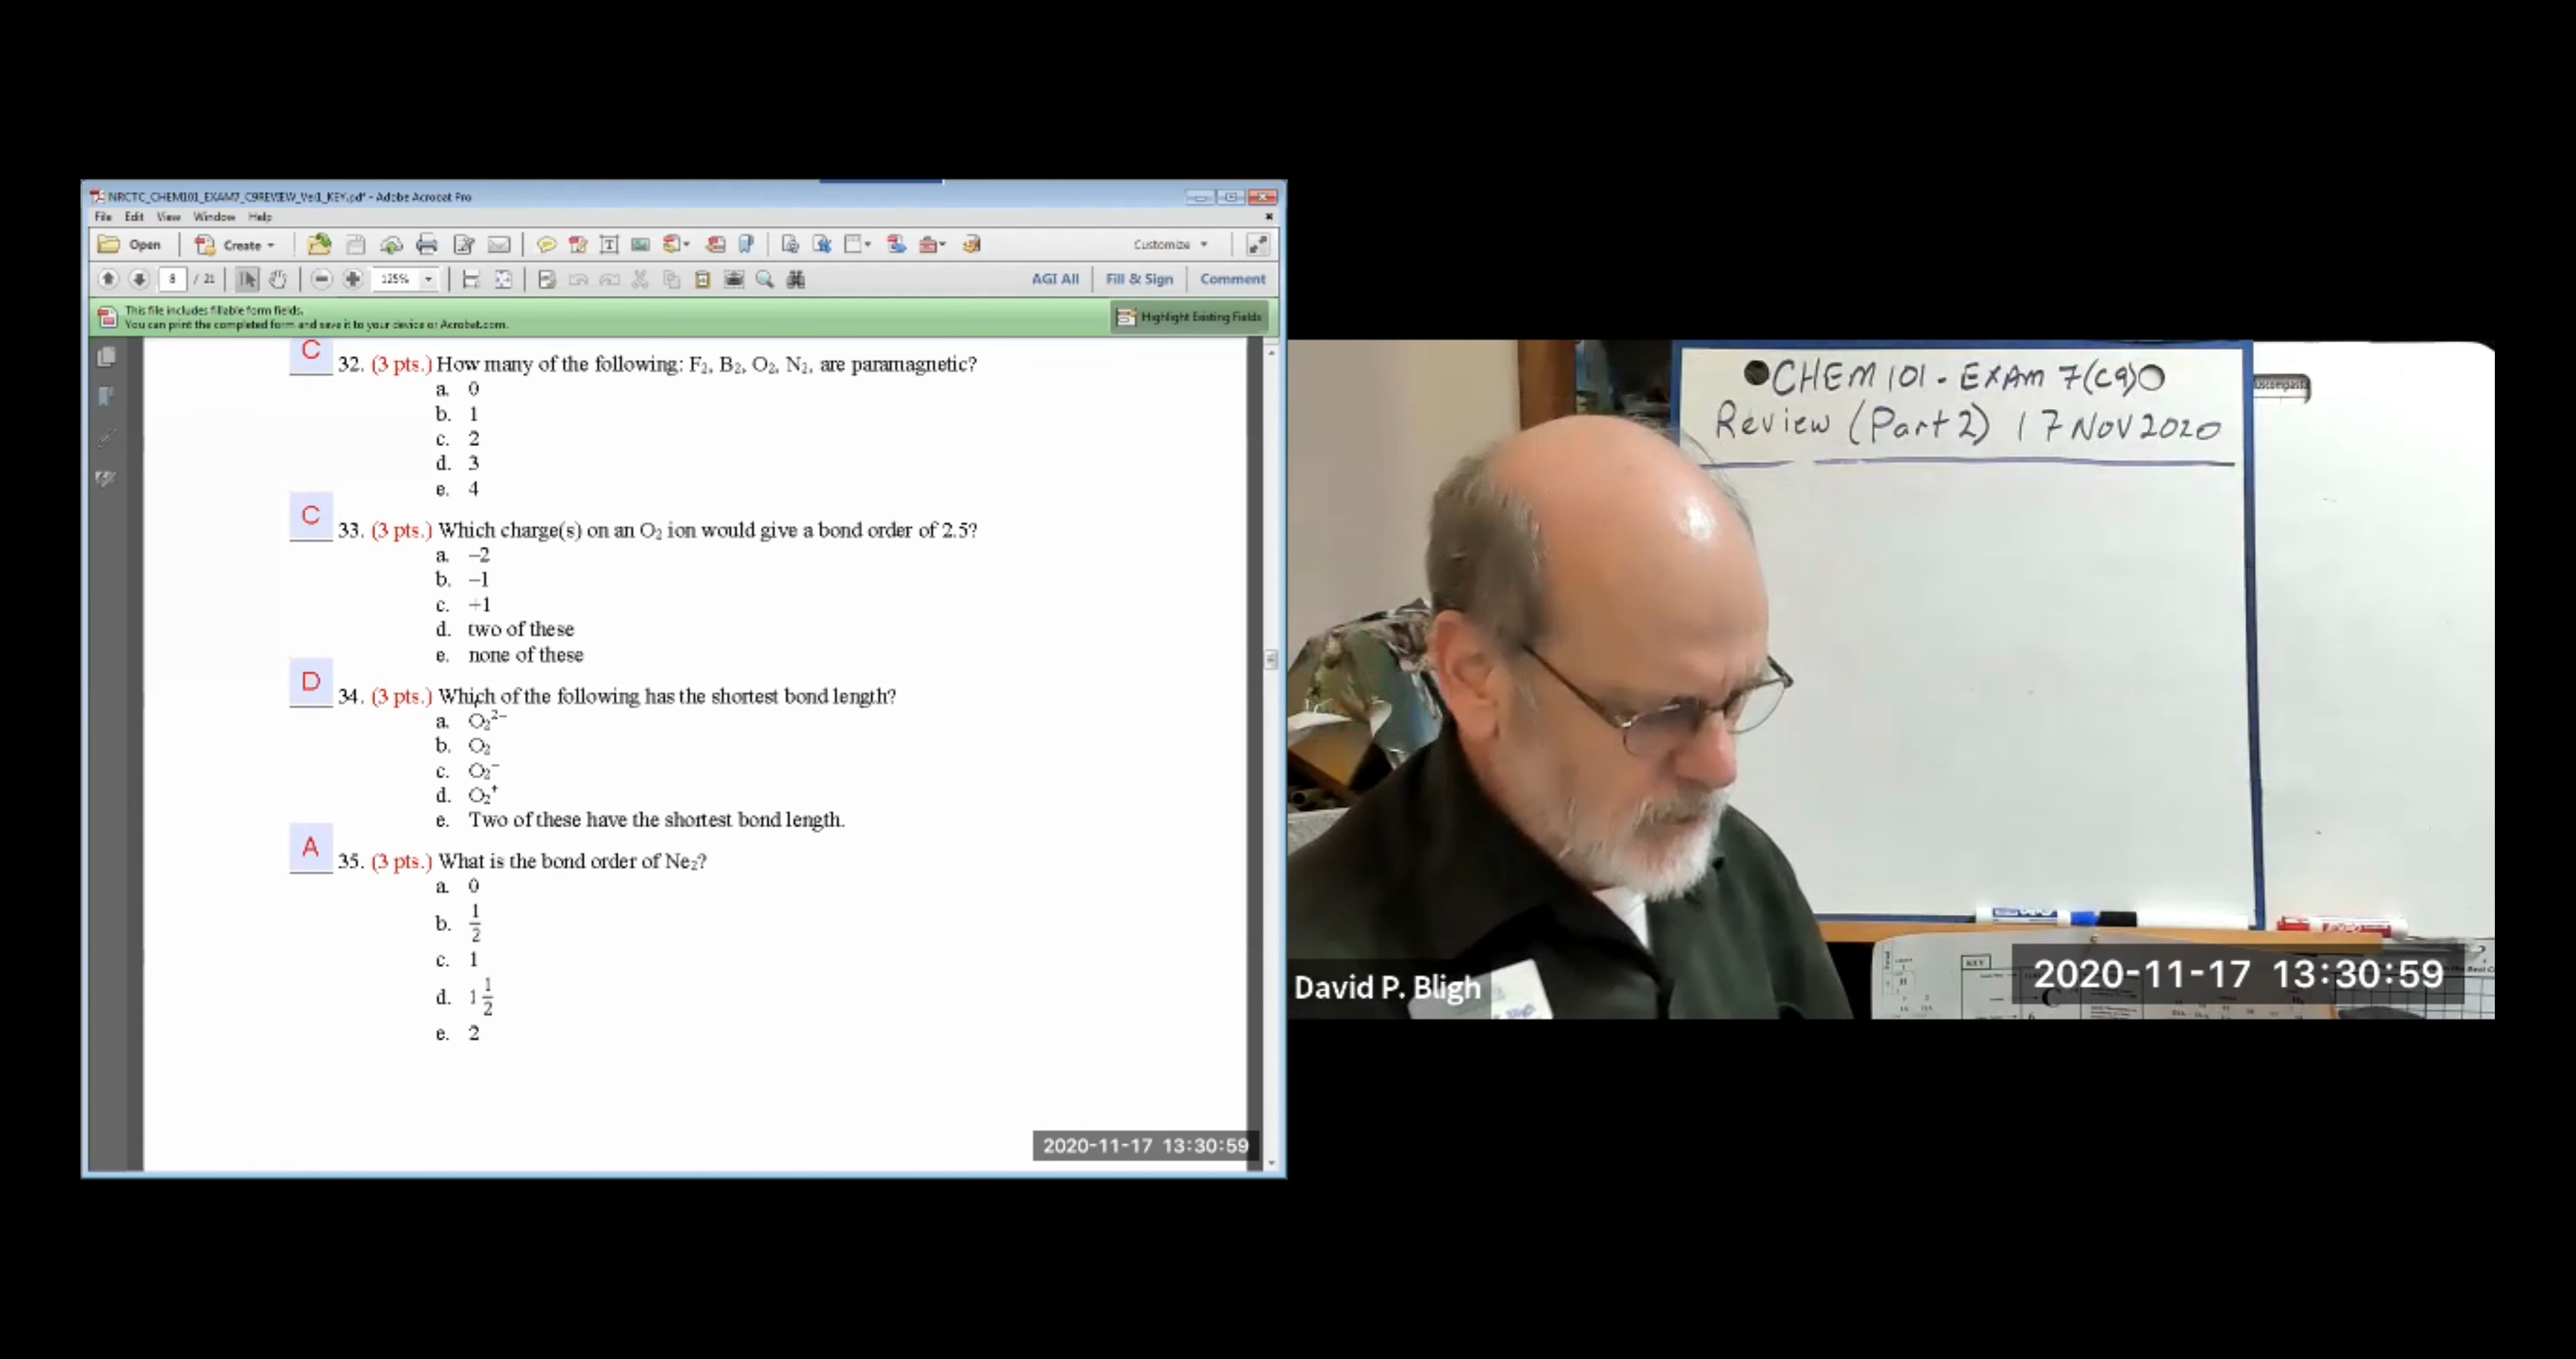 NRCTC_CHEM101_EXAM7_C9REVIEW_Ver1_KEY.pdf* - Adobe Acrobat Pro
File Edit View Window Help
Open Create Customize
8 / 21 125% AGI All Fill & Sign Comment
This file includes fillable form fields.
You can print the completed form and save it to your device or Acrobat.com.
Highlight Existing Fields
C 32. (3 pts.) How many of the following: F₂, B₂, O₂, N₂, are paramagnetic?
a. 0
b. 1
c. 2
d. 3
e. 4
C 33. (3 pts.) Which charge(s) on an O₂ ion would give a bond order of 2.5?
a. –2
b. –1
c. +1
d. two of these
e. none of these
D 34. (3 pts.) Which of the following has the shortest bond length?
a. O₂²⁻
b. O₂
c. O₂⁻
d. O₂⁺
e. Two of these have the shortest bond length.
A 35. (3 pts.) What is the bond order of Ne₂?
a. 0
b. 1/2
c. 1
d. 1 1/2
e. 2
2020-11-17 13:30:59
CHEM 101 - EXAM 7 (C9)
Review (Part 2) 17 NOV 2020
KEY
EXPO
David P. Bligh
2020-11-17 13:30:59